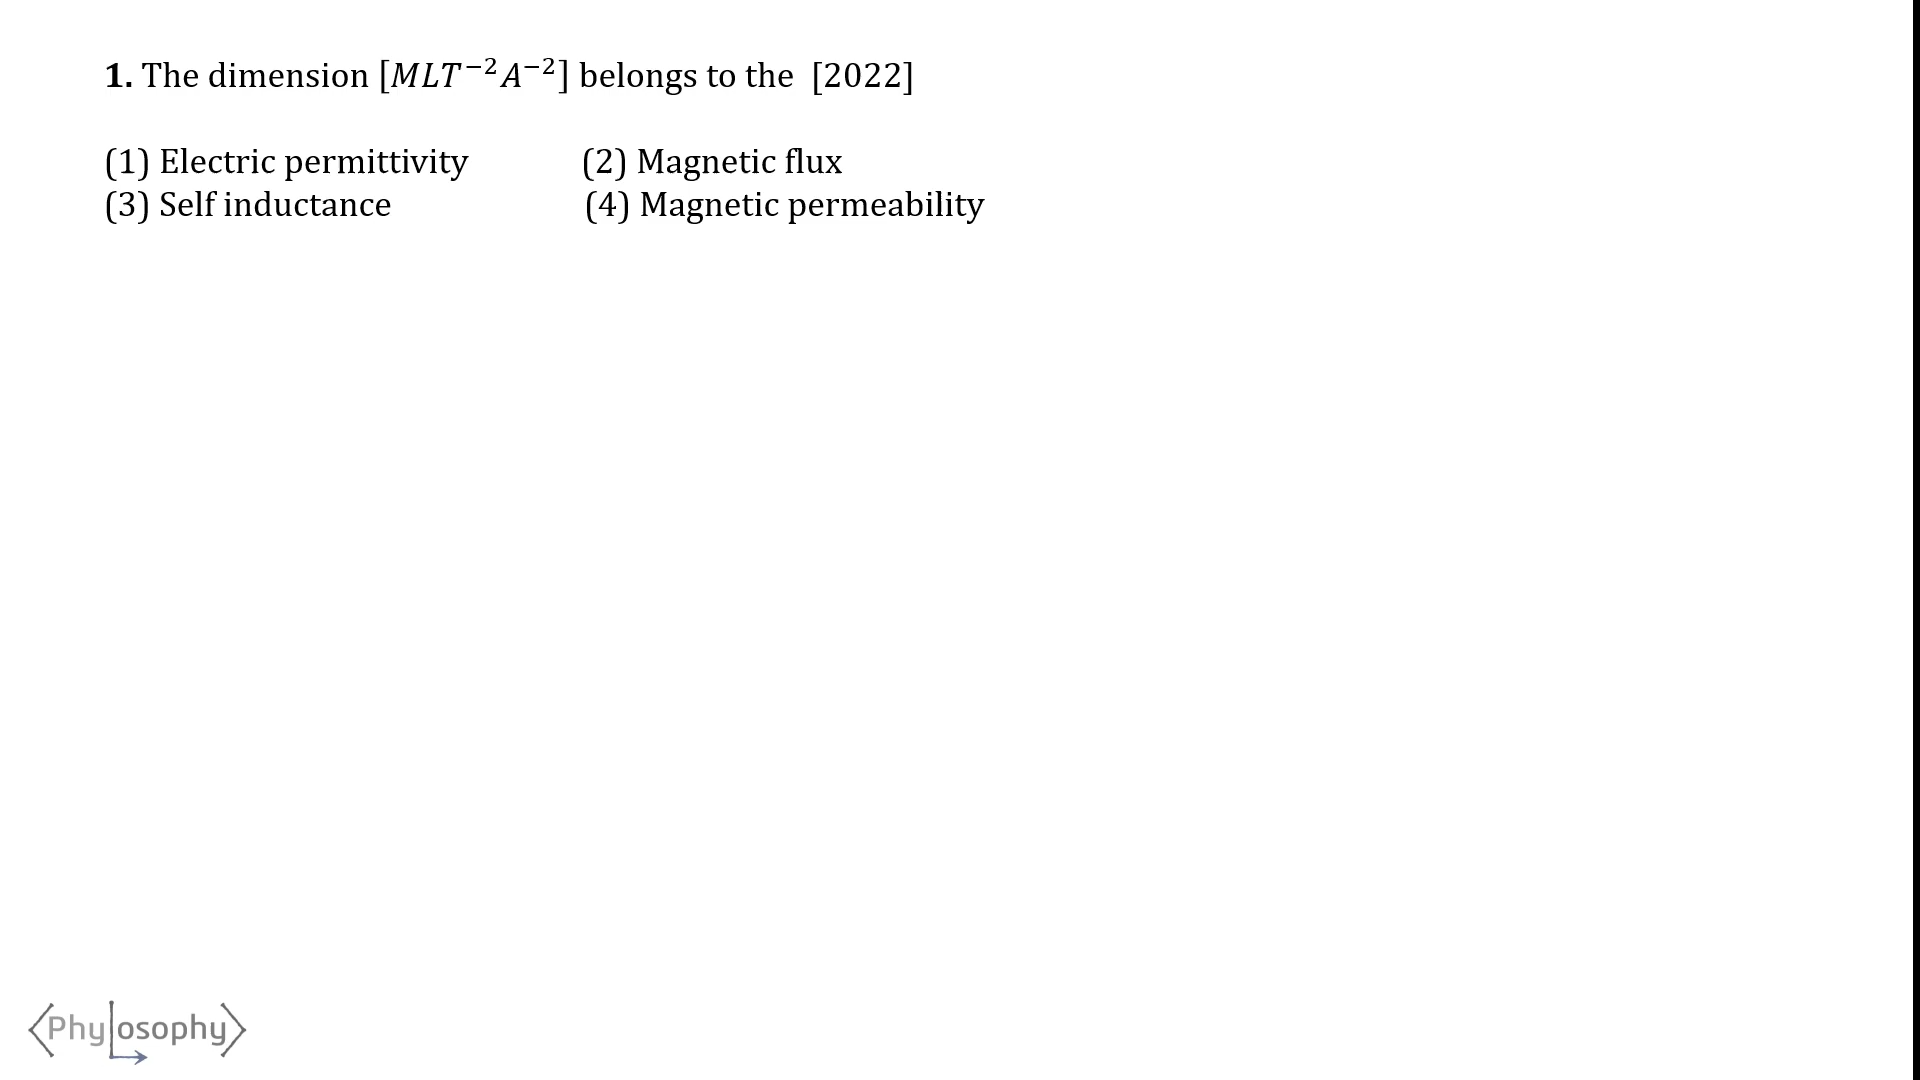 1. The dimension [MLT⁻²A⁻²] belongs to the [2022]
(1) Electric permittivity (2) Magnetic flux
(3) Self inductance (4) Magnetic permeability
Phylosophy